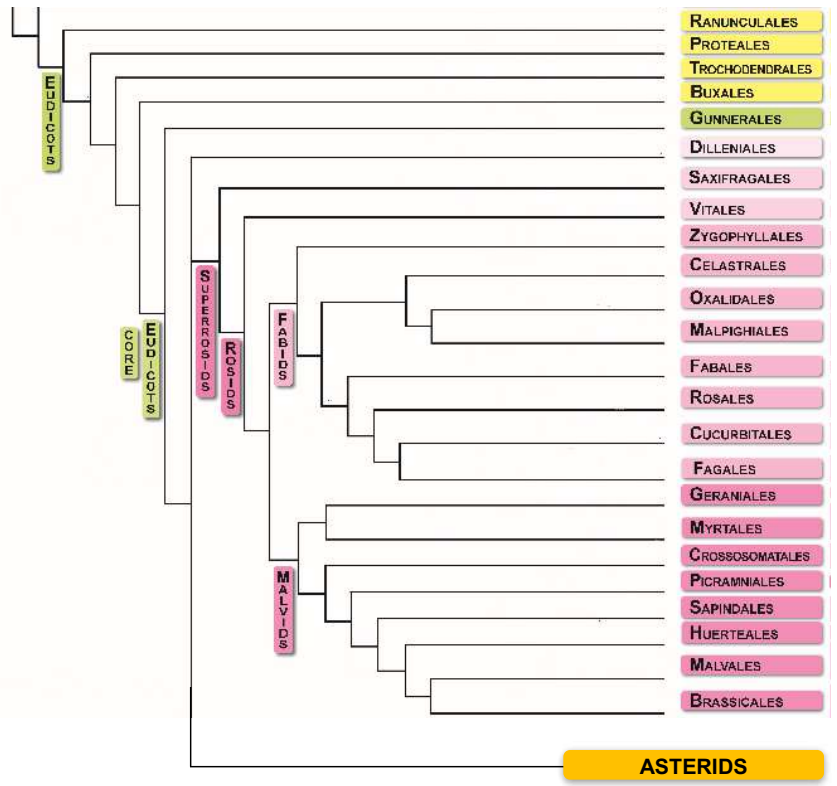 RANUNCULALES
PROTEALES
TROCHODENDRALES
BUXALES
GUNNERALES
DILLENIALES
SAXIFRAGALES
VITALES
ZYGOPHYLLALES
CELASTRALES
OXALIDALES
MALPIGHIALES
FABALES
ROSALES
CUCURBITALES
FAGALES
GERANIALES
MYRTALES
CROSSOSOMATALES
PICRAMNIALES
SAPINDALES
HUERTEALES
MALVALES
BRASSICALES
ASTERIDS
EUDICOTS
CORE
EUDICOTS
SUPERROSIDS
ROSIDS
FABIDS
MALVIDS